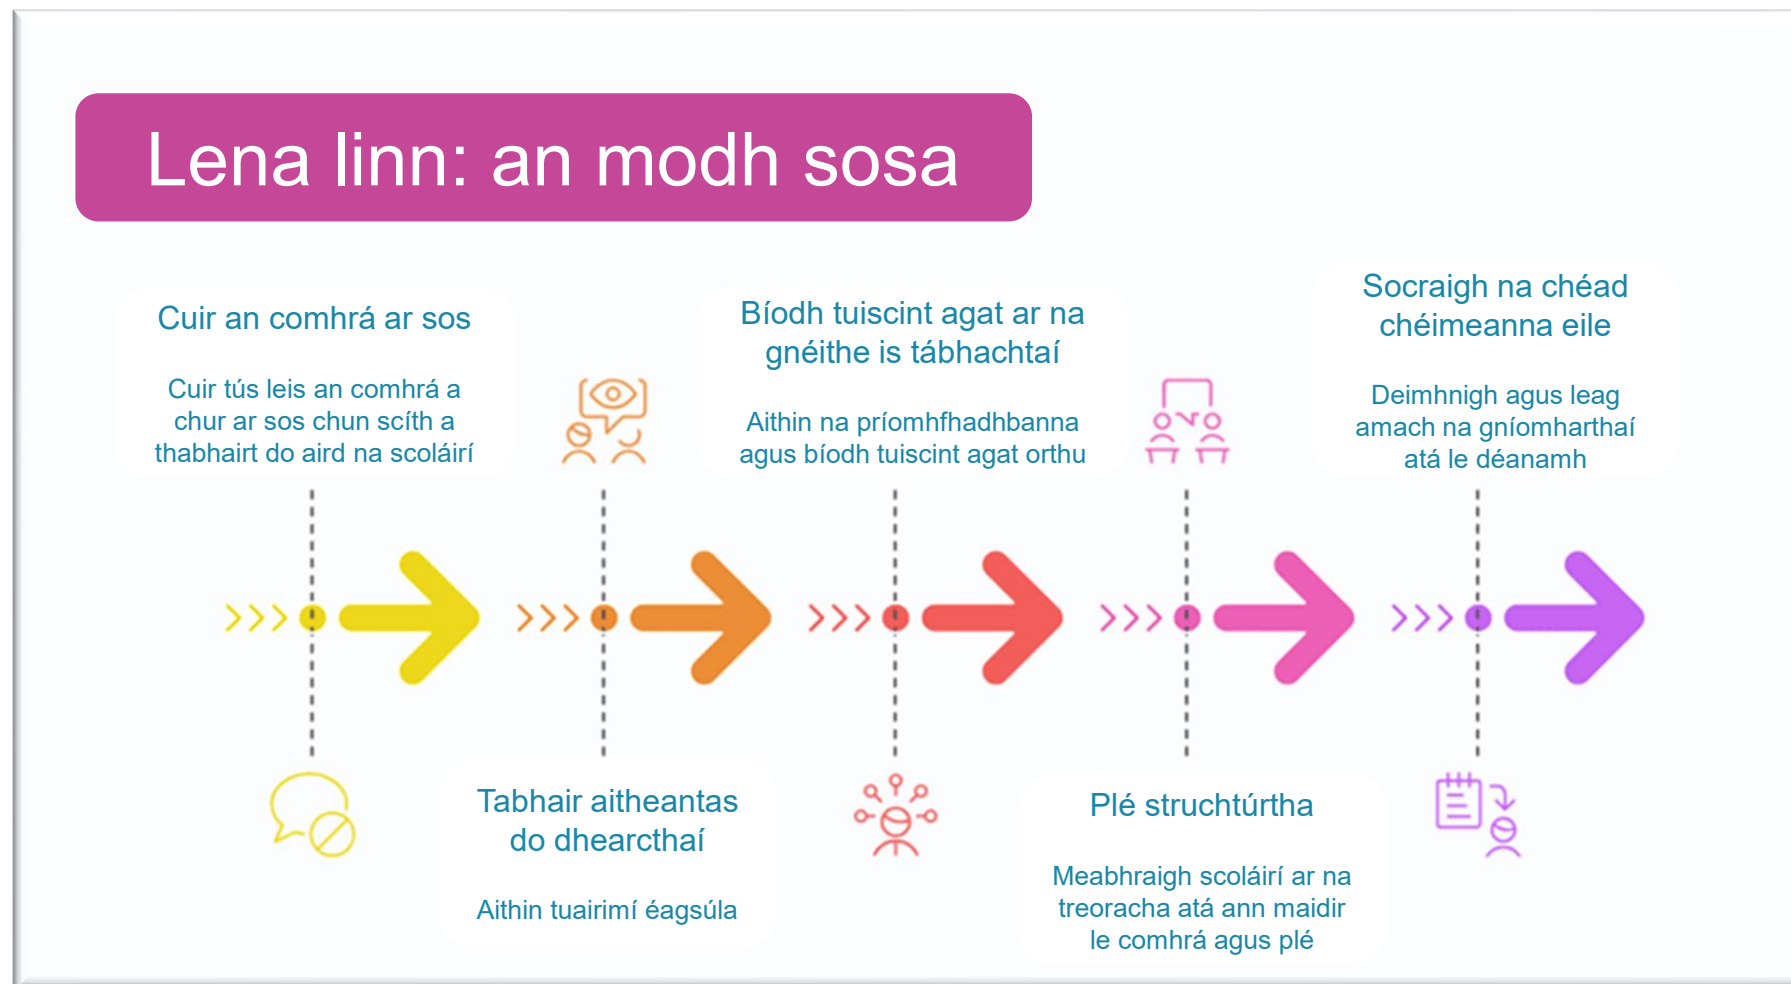 Lena linn: an modh sosa
Cuir an comhrá ar sos
Cuir tús leis an comhrá a
chur ar sos chun scíth a
thabhairt do aird na scoláirí
Tabhair aitheantas
do dhearcthaí
Aithin tuairimí éagsúla
Bíodh tuiscint agat ar na
gnéithe is tábhachtaí
Aithin na príomhfhadhbanna
agus bíodh tuiscint agat orthu
Plé struchtúrtha
Meabhraigh scoláirí ar na
treoracha atá ann maidir
le comhrá agus plé
Socraigh na chéad
chéimeanna eile
Deimhnigh agus leag
amach na gníomharthaí
atá le déanamh